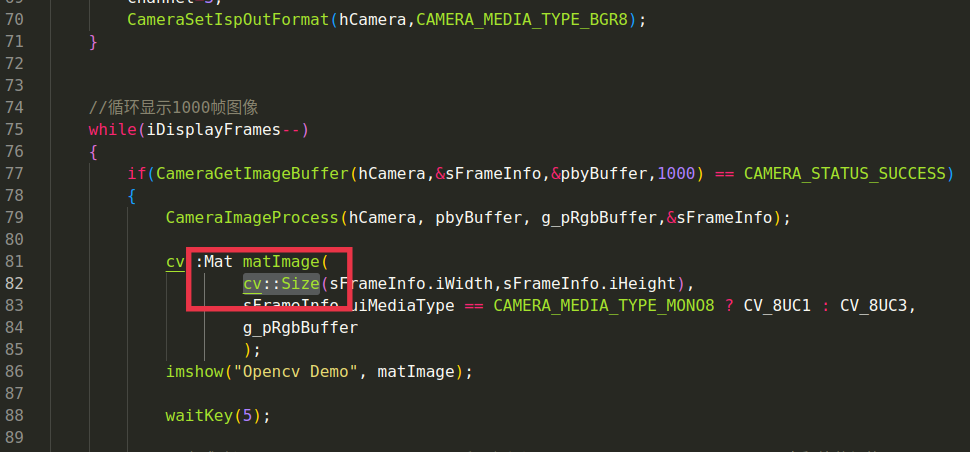 70 CameraSetIspOutFormat(hCamera,CAMERA_MEDIA_TYPE_BGR8);
71 }
72
73
74 //循环显示1000帧图像
75 while(iDisplayFrames--)
76 {
77 if(CameraGetImageBuffer(hCamera,&sFrameInfo,&pbyBuffer,1000) == CAMERA_STATUS_SUCCESS)
78 {
79 CameraImageProcess(hCamera, pbyBuffer, g_pRgbBuffer,&sFrameInfo);
80
81 cv::Mat matImage(
82 cv::Size(sFrameInfo.iWidth,sFrameInfo.iHeight),
83 sFrameInfo.uiMediaType == CAMERA_MEDIA_TYPE_MONO8 ? CV_8UC1 : CV_8UC3,
84 g_pRgbBuffer
85 );
86 imshow("Opencv Demo", matImage);
87
88 waitKey(5);
89